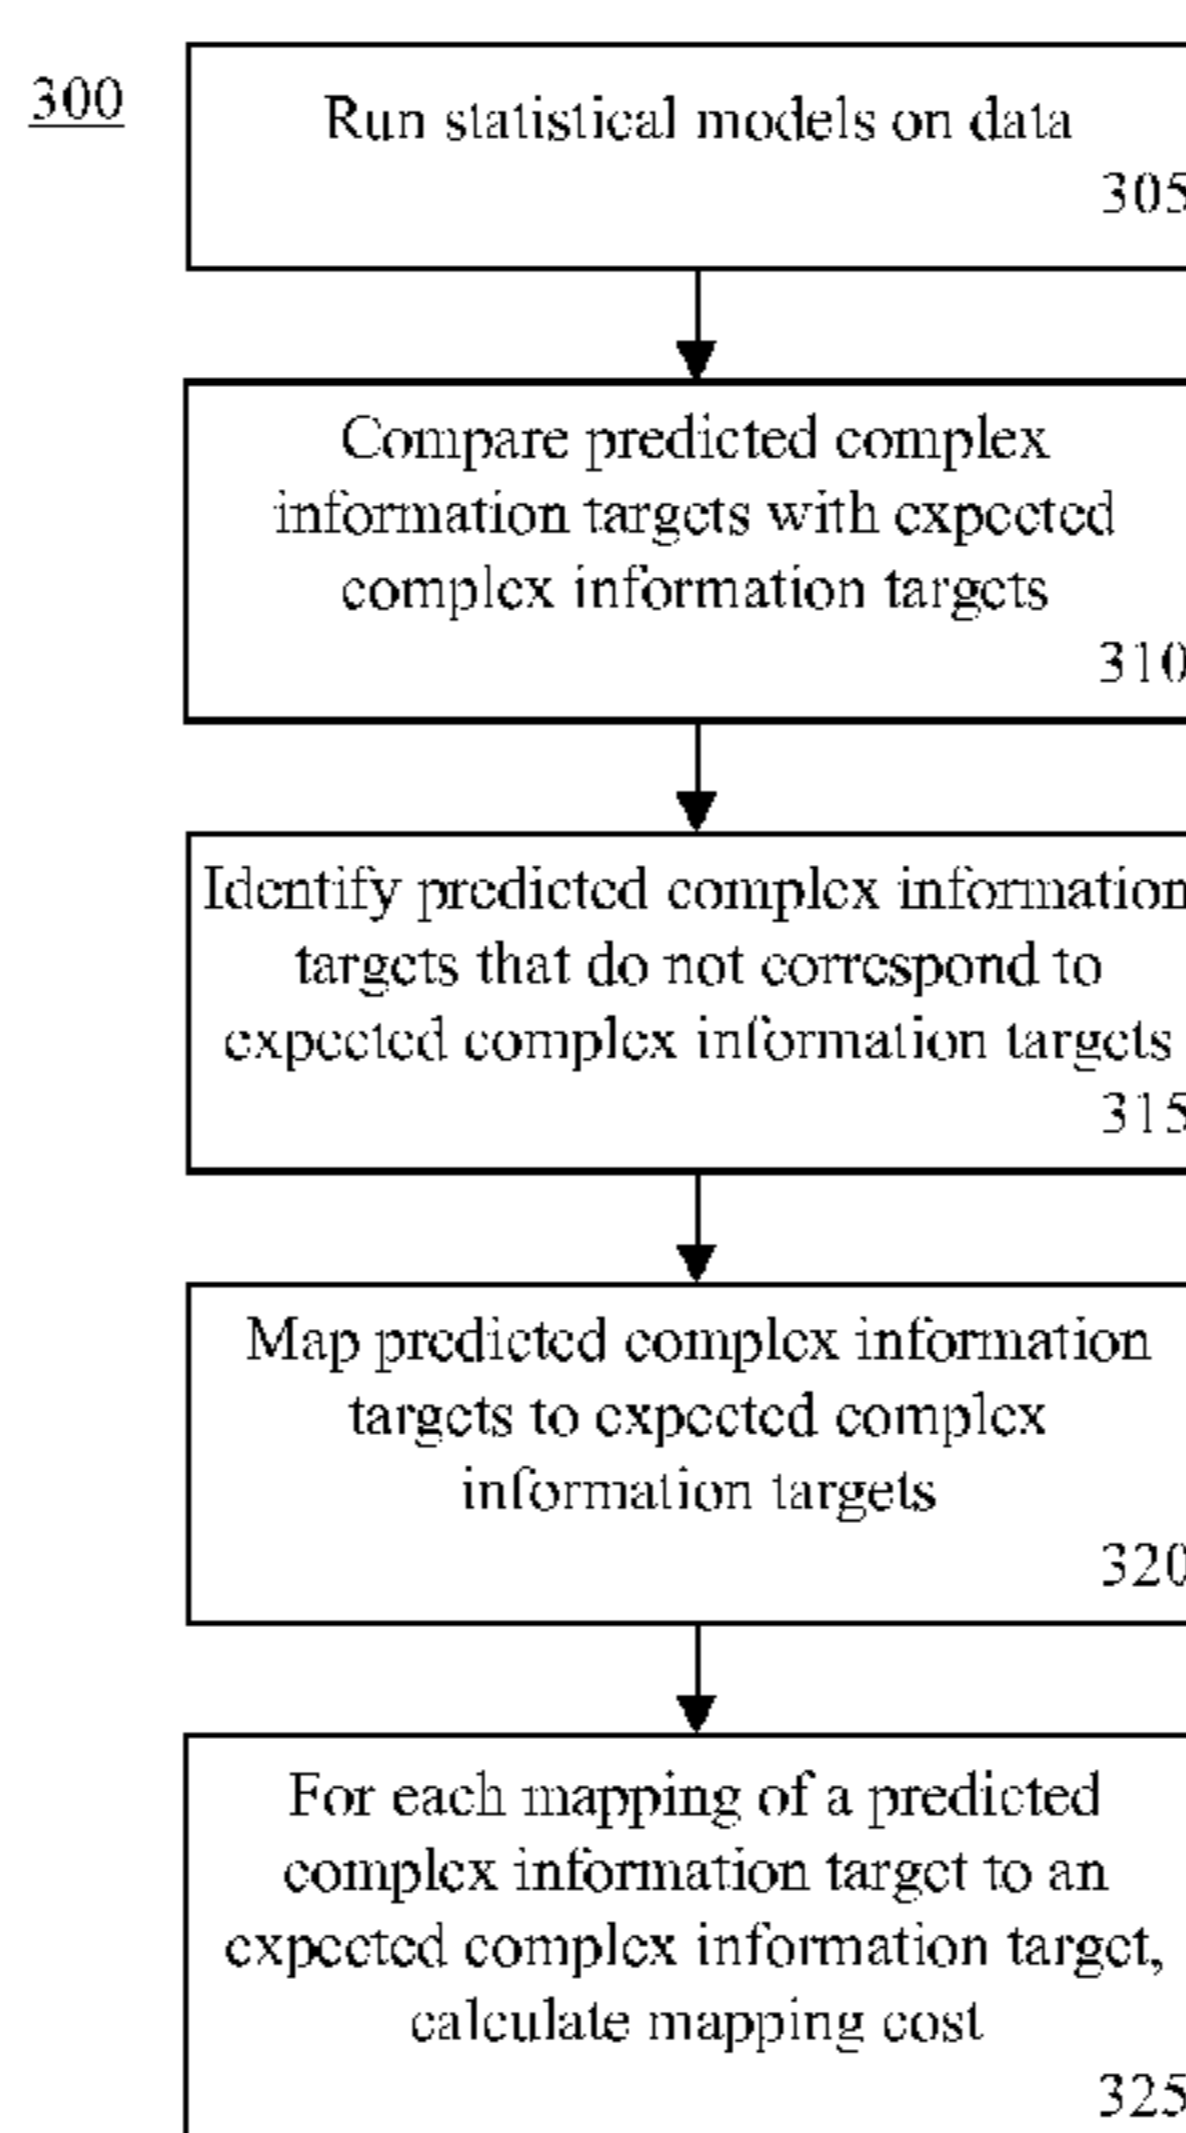 300
Run statistical models on data
305
Compare predicted complex
information targets with expected
complex information targets
310
Identify predicted complex information
targets that do not correspond to
expected complex information targets
315
Map predicted complex information
targets to expected complex
information targets
320
For each mapping of a predicted
complex information target to an
expected complex information target,
calculate mapping cost
325